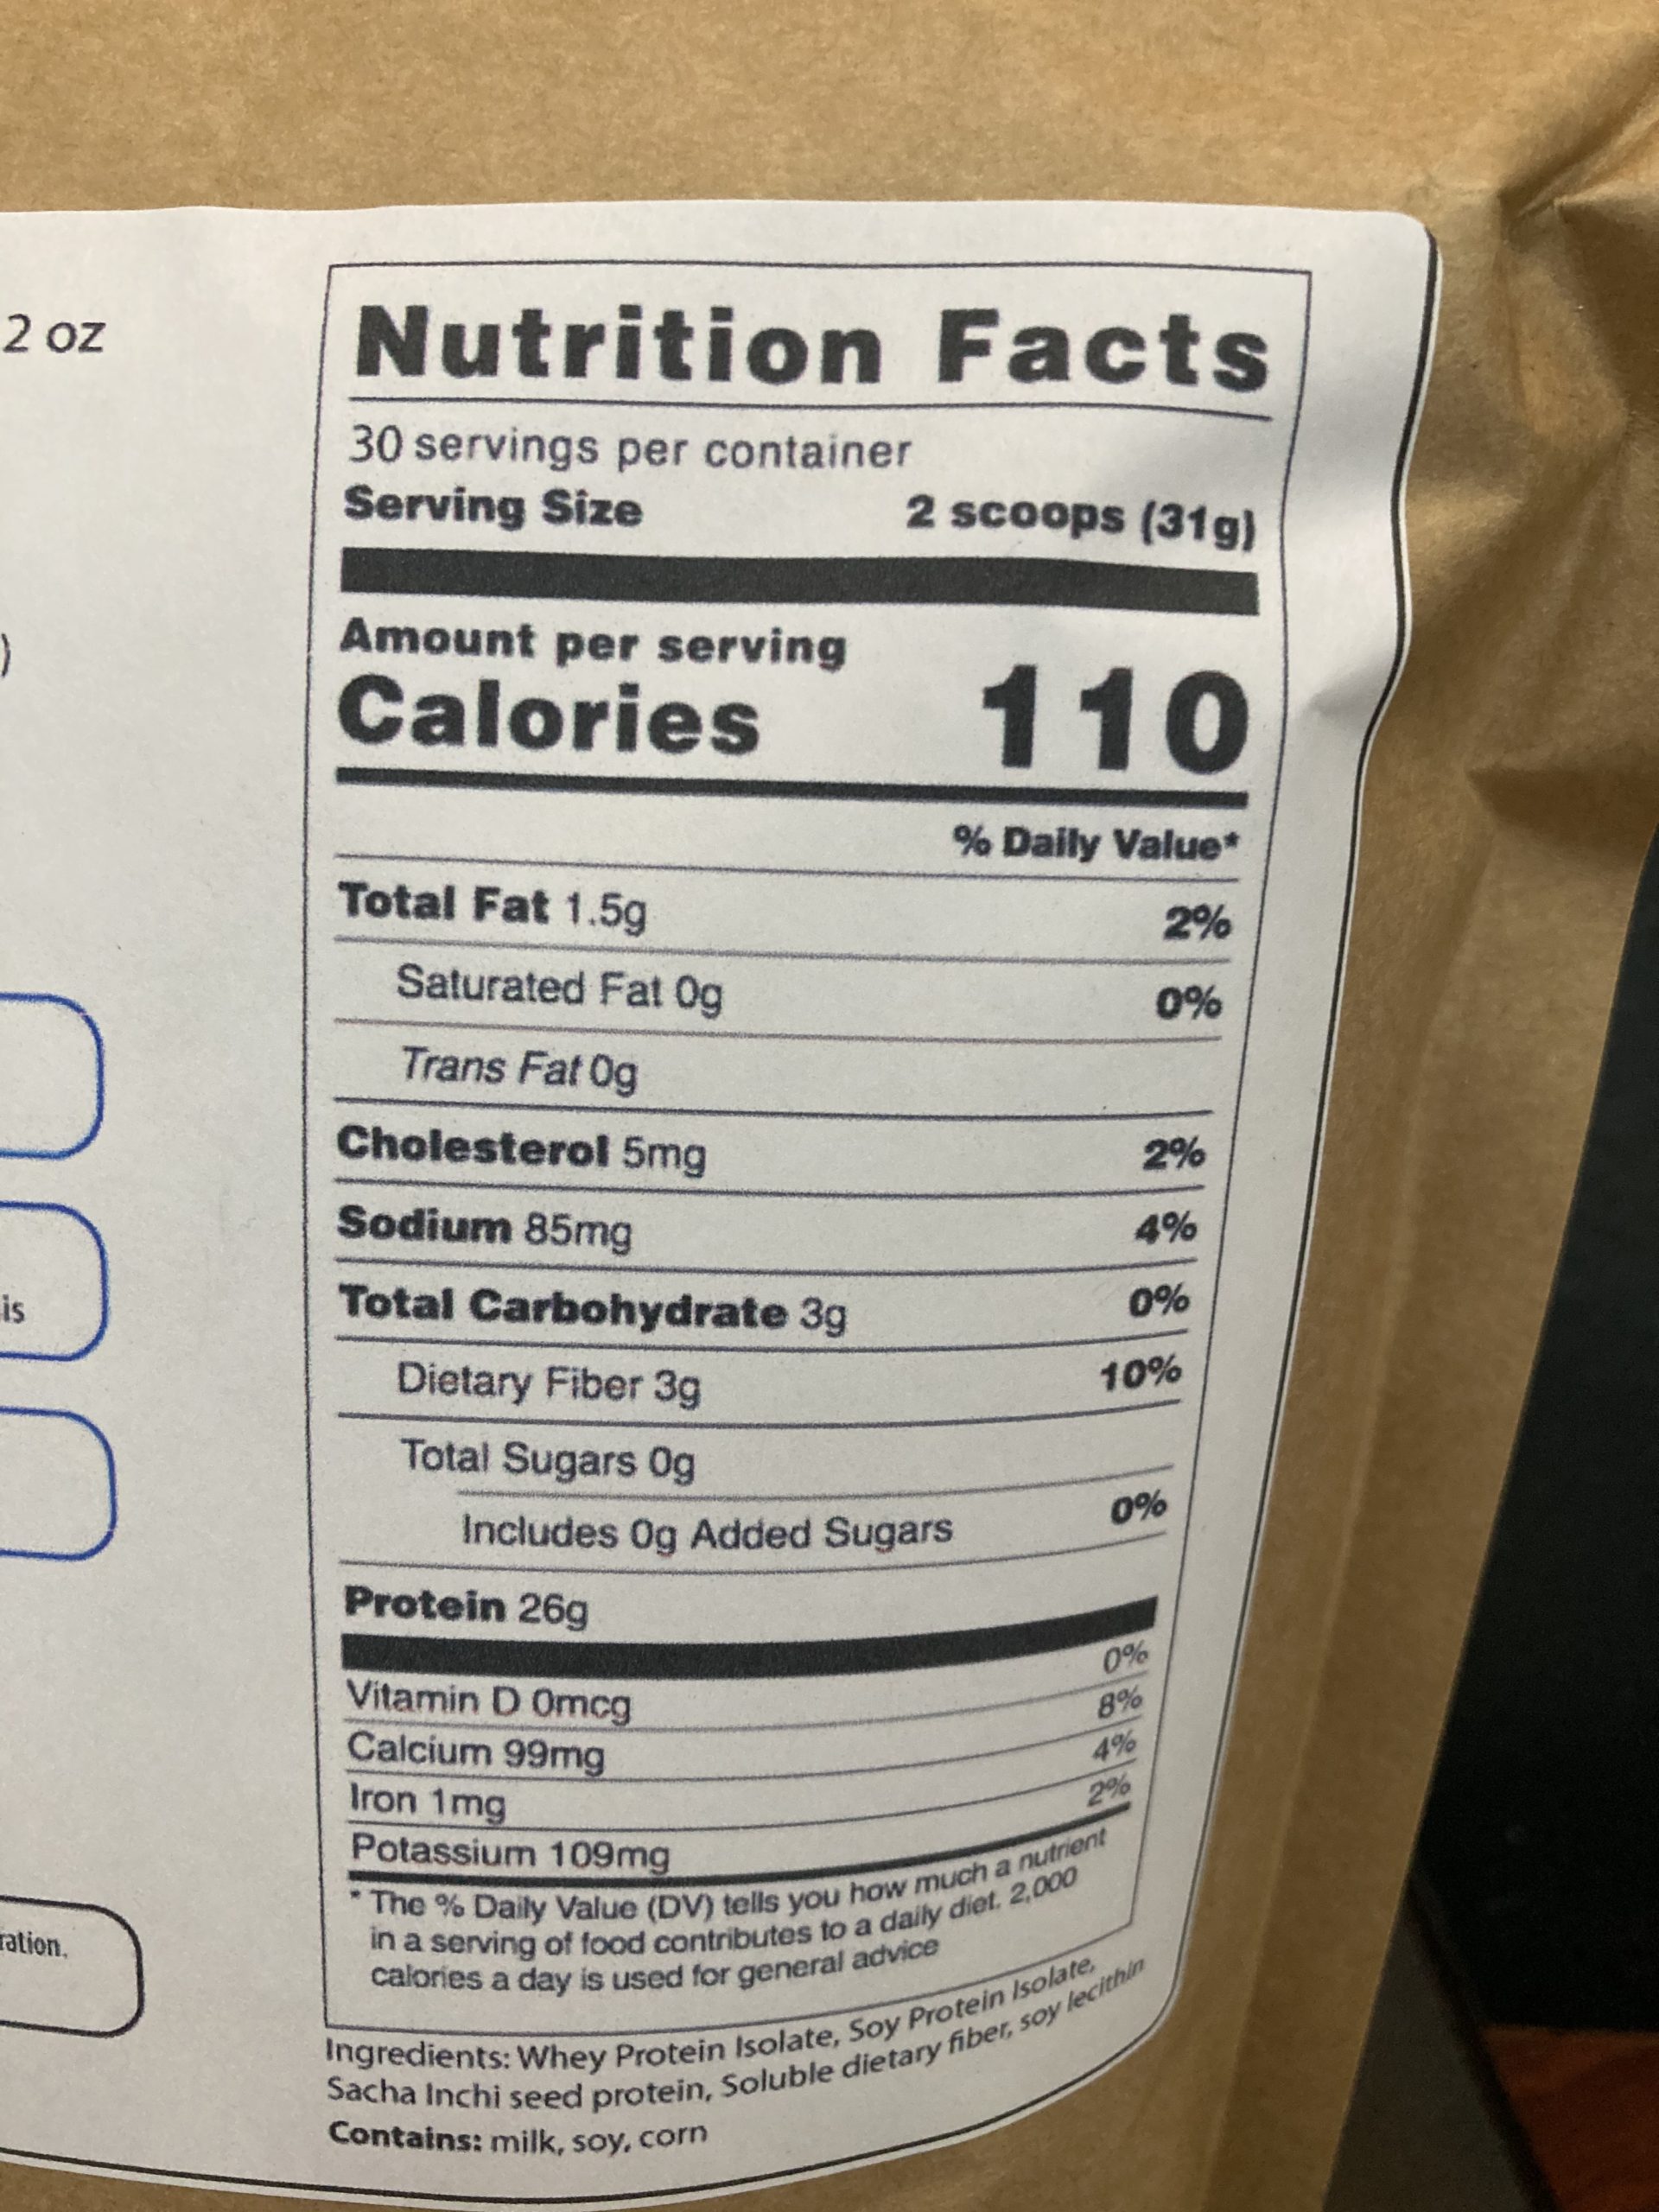 2 oz
)
is
ration,
Nutrition Facts
30 servings per container
Serving Size 2 scoops (31g)
Amount per serving
Calories 110
% Daily Value*
Total Fat 1.5g 2%
Saturated Fat 0g 0%
Trans Fat 0g
Cholesterol 5mg 2%
Sodium 85mg 4%
Total Carbohydrate 3g 0%
Dietary Fiber 3g 10%
Total Sugars 0g
Includes 0g Added Sugars 0%
Protein 26g
Vitamin D 0mcg 0%
Calcium 99mg 8%
Iron 1mg 4%
Potassium 109mg 2%
* The % Daily Value (DV) tells you how much a nutrient
in a serving of food contributes to a daily diet. 2,000
calories a day is used for general advice
Ingredients: Whey Protein Isolate, Soy Protein Isolate,
Sacha Inchi seed protein, Soluble dietary fiber, soy lecithin
Contains: milk, soy, corn